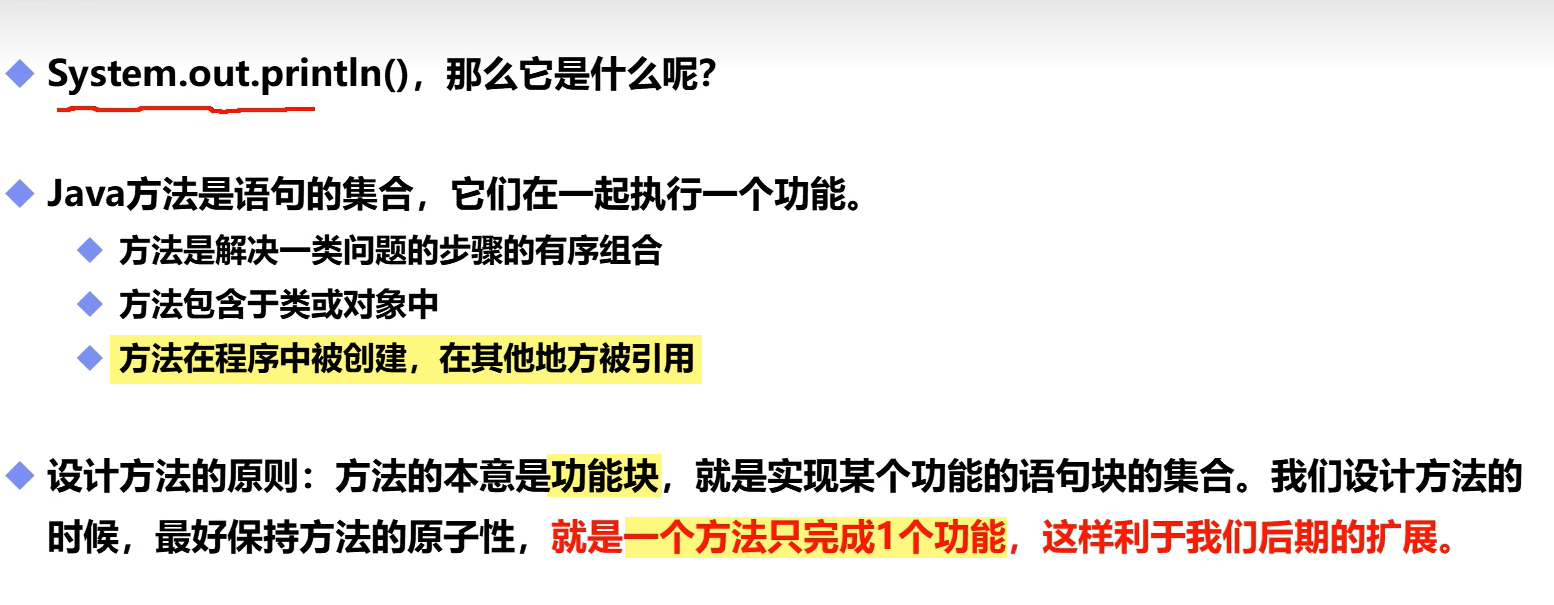 System.out.println()，那么它是什么呢？
Java方法是语句的集合，它们在一起执行一个功能。
方法是解决一类问题的步骤的有序组合
方法包含于类或对象中
方法在程序中被创建，在其他地方被引用
设计方法的原则：方法的本意是功能块，就是实现某个功能的语句块的集合。我们设计方法的
时候，最好保持方法的原子性，就是一个方法只完成1个功能，这样利于我们后期的扩展。